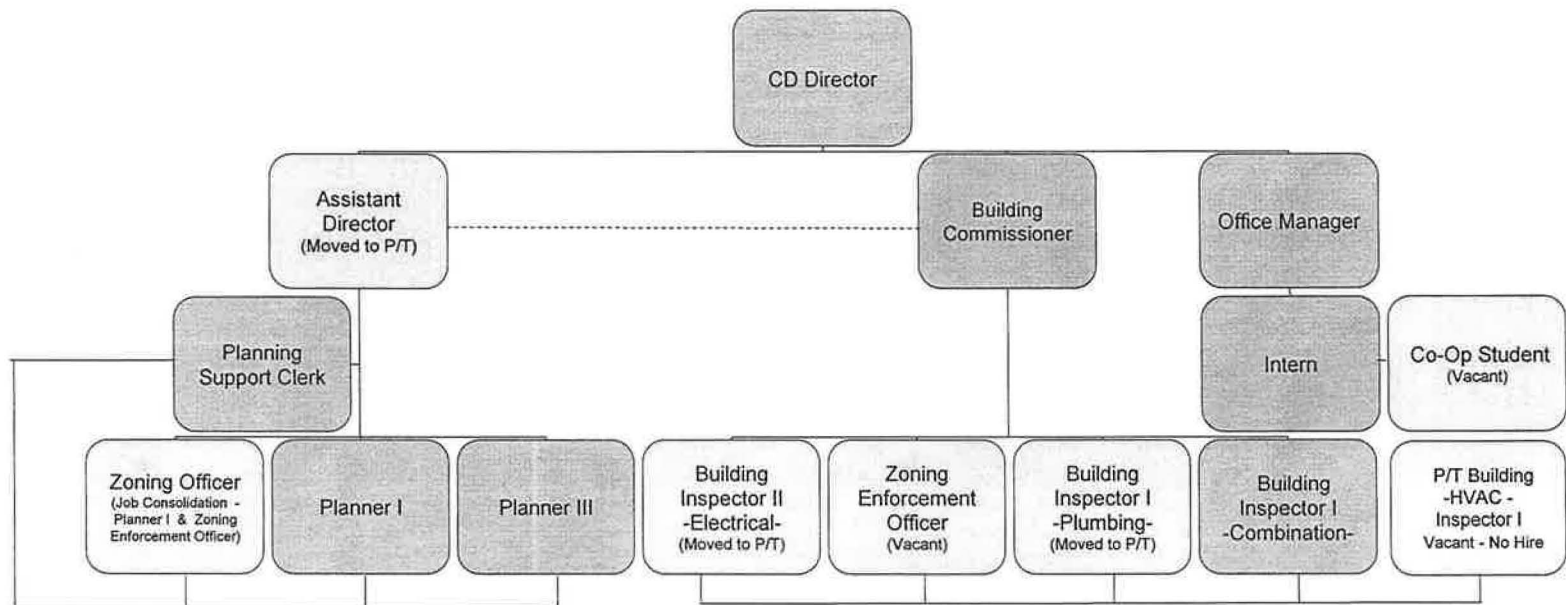 CD Director
Assistant
Director
(Moved to P/T)
Building
Commissioner
Office Manager
Planning
Support Clerk
Intern
Co-Op Student
(Vacant)
Zoning Officer
(Job Consolidation -
Planner I & Zoning
Enforcement Officer)
Planner I
Planner III
Building
Inspector II
-Electrical-
(Moved to P/T)
Zoning
Enforcement
Officer
(Vacant)
Building
Inspector I
-Plumbing-
(Moved to P/T)
Building
Inspector I
-Combination-
P/T Building
-HVAC -
Inspector I
Vacant - No Hire